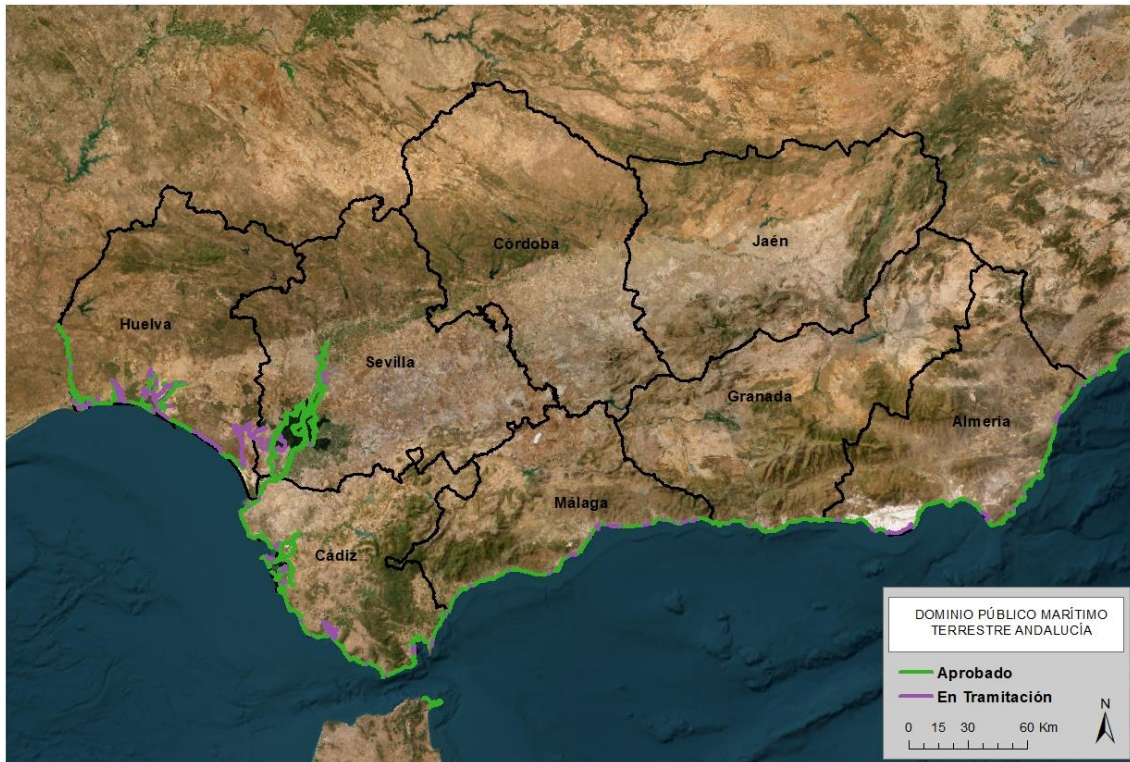 Córdoba
Jaén
Huelva
Sevilla
Granada
Almería
Málaga
Cádiz
DOMINIO PÚBLICO MARÍTIMO
TERRESTRE ANDALUCÍA
Aprobado
En Tramitación
N
0 15 30 60 Km